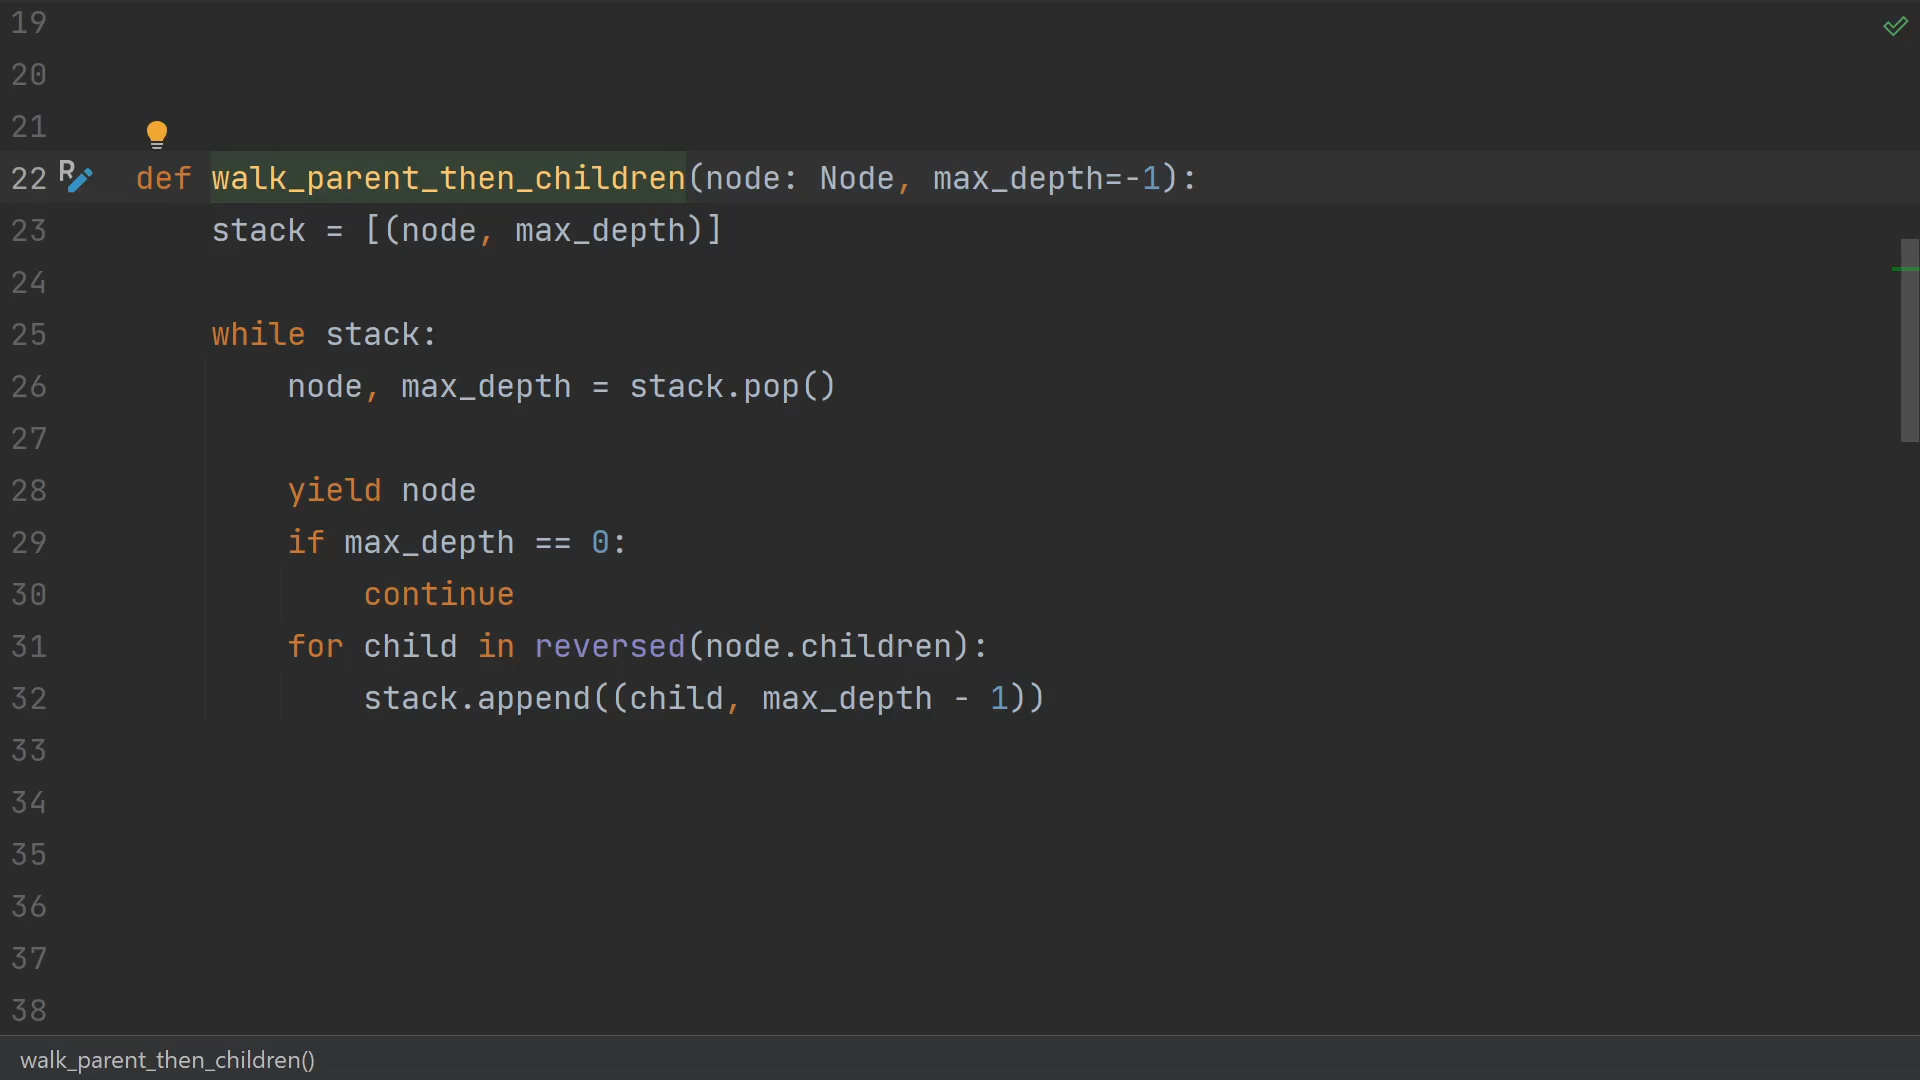 19
20
21
22 R def walk_parent_then_children(node: Node, max_depth=-1):
23 stack = [(node, max_depth)]
24
25 while stack:
26 node, max_depth = stack.pop()
27
28 yield node
29 if max_depth == 0:
30 continue
31 for child in reversed(node.children):
32 stack.append((child, max_depth - 1))
33
34
35
36
37
38
walk_parent_then_children()